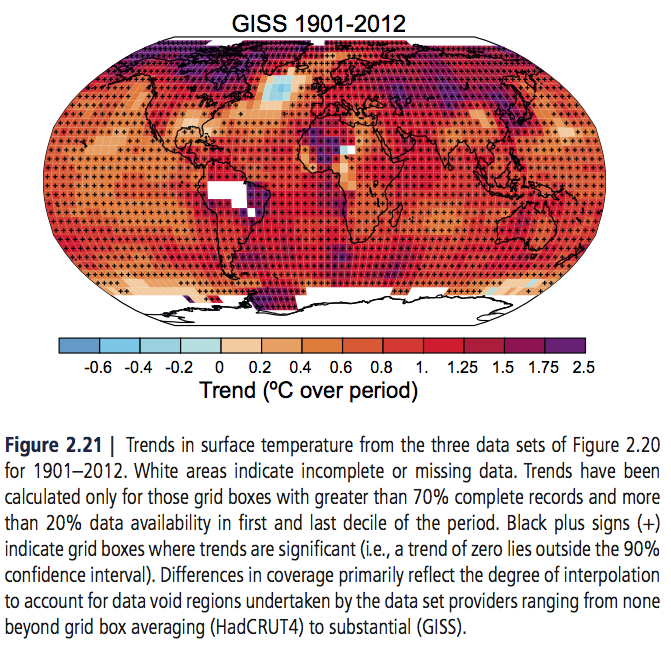 GISS 1901-2012
-0.6 -0.4 -0.2 0 0.2 0.4 0.6 0.8 1. 1.25 1.5 1.75 2.5
Trend (ºC over period)
Figure 2.21 | Trends in surface temperature from the three data sets of Figure 2.20
for 1901–2012. White areas indicate incomplete or missing data. Trends have been
calculated only for those grid boxes with greater than 70% complete records and more
than 20% data availability in first and last decile of the period. Black plus signs (+)
indicate grid boxes where trends are significant (i.e., a trend of zero lies outside the 90%
confidence interval). Differences in coverage primarily reflect the degree of interpolation
to account for data void regions undertaken by the data set providers ranging from none
beyond grid box averaging (HadCRUT4) to substantial (GISS).